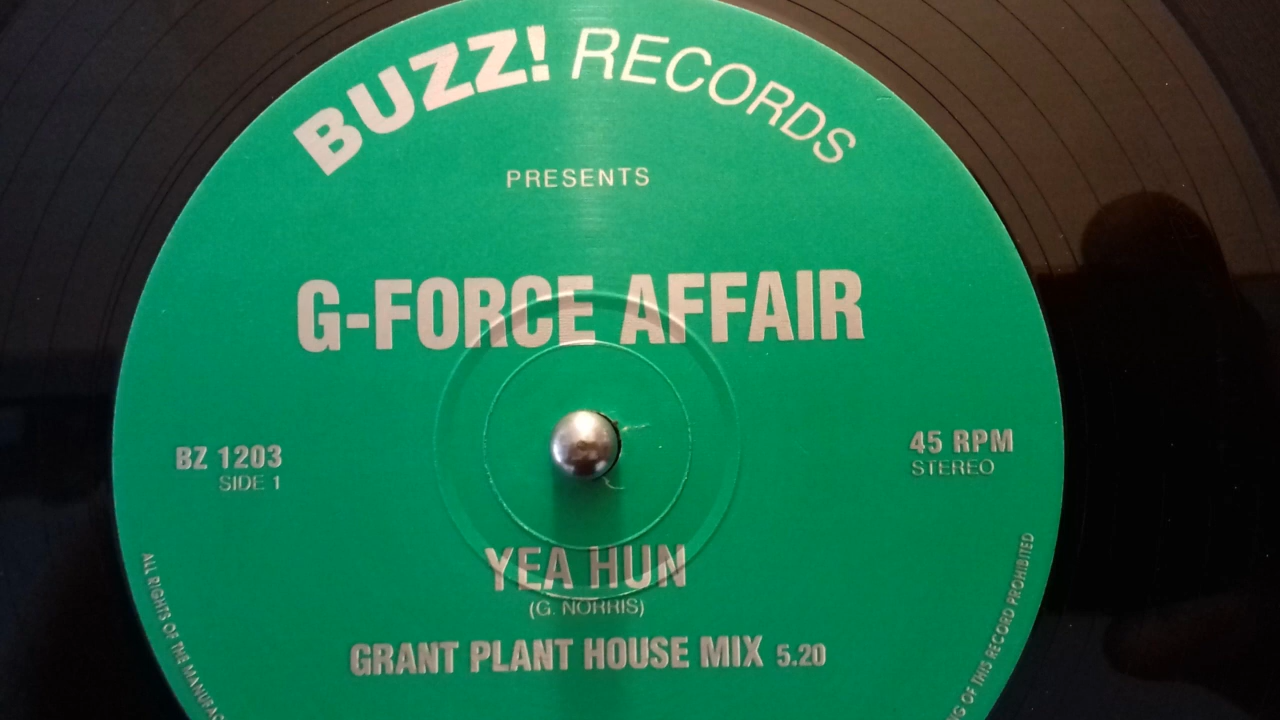 BUZZ! RECORDS
PRESENTS
G-FORCE AFFAIR
BZ 1203
SIDE 1
45 RPM
STEREO
YEA HUN
(G. NORRIS)
GRANT PLANT HOUSE MIX 5.20
ALL RIGHTS OF THE
OF THIS RECORD PROHIBITED